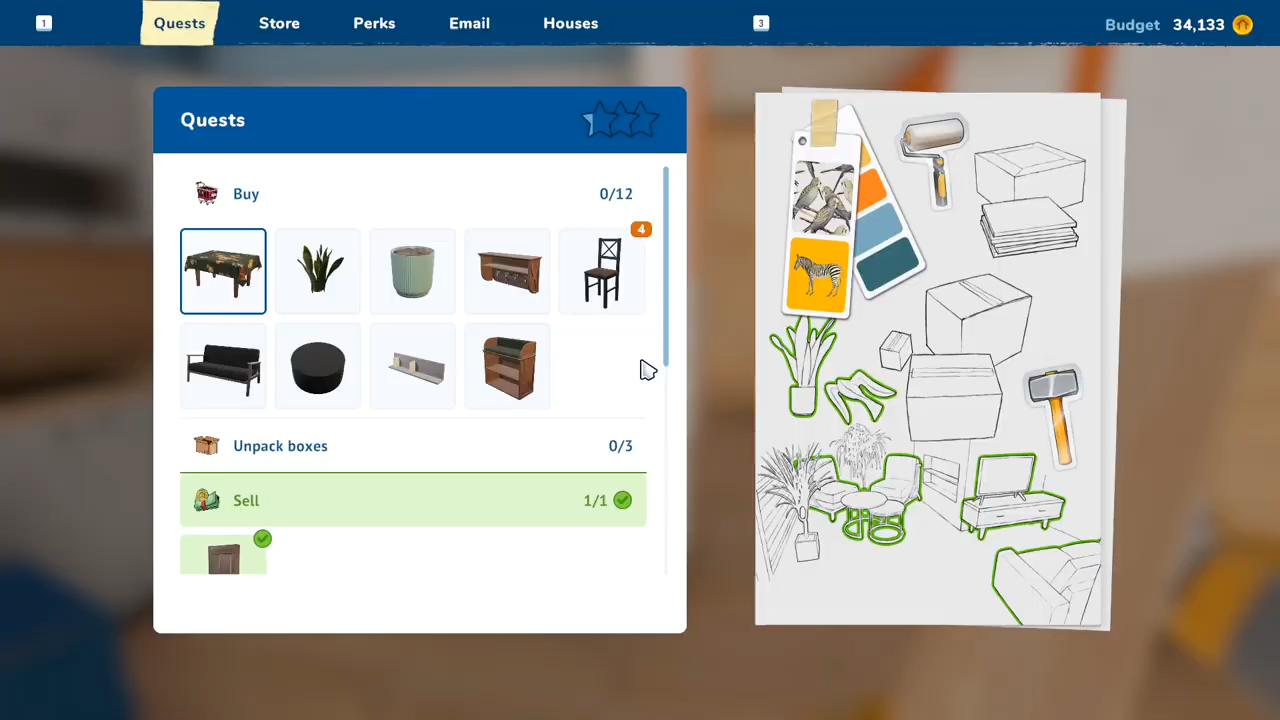 1 Quests Store Perks Email Houses 3 Budget 34,133
Quests
Buy 0/12
4
Unpack boxes 0/3
Sell 1/1